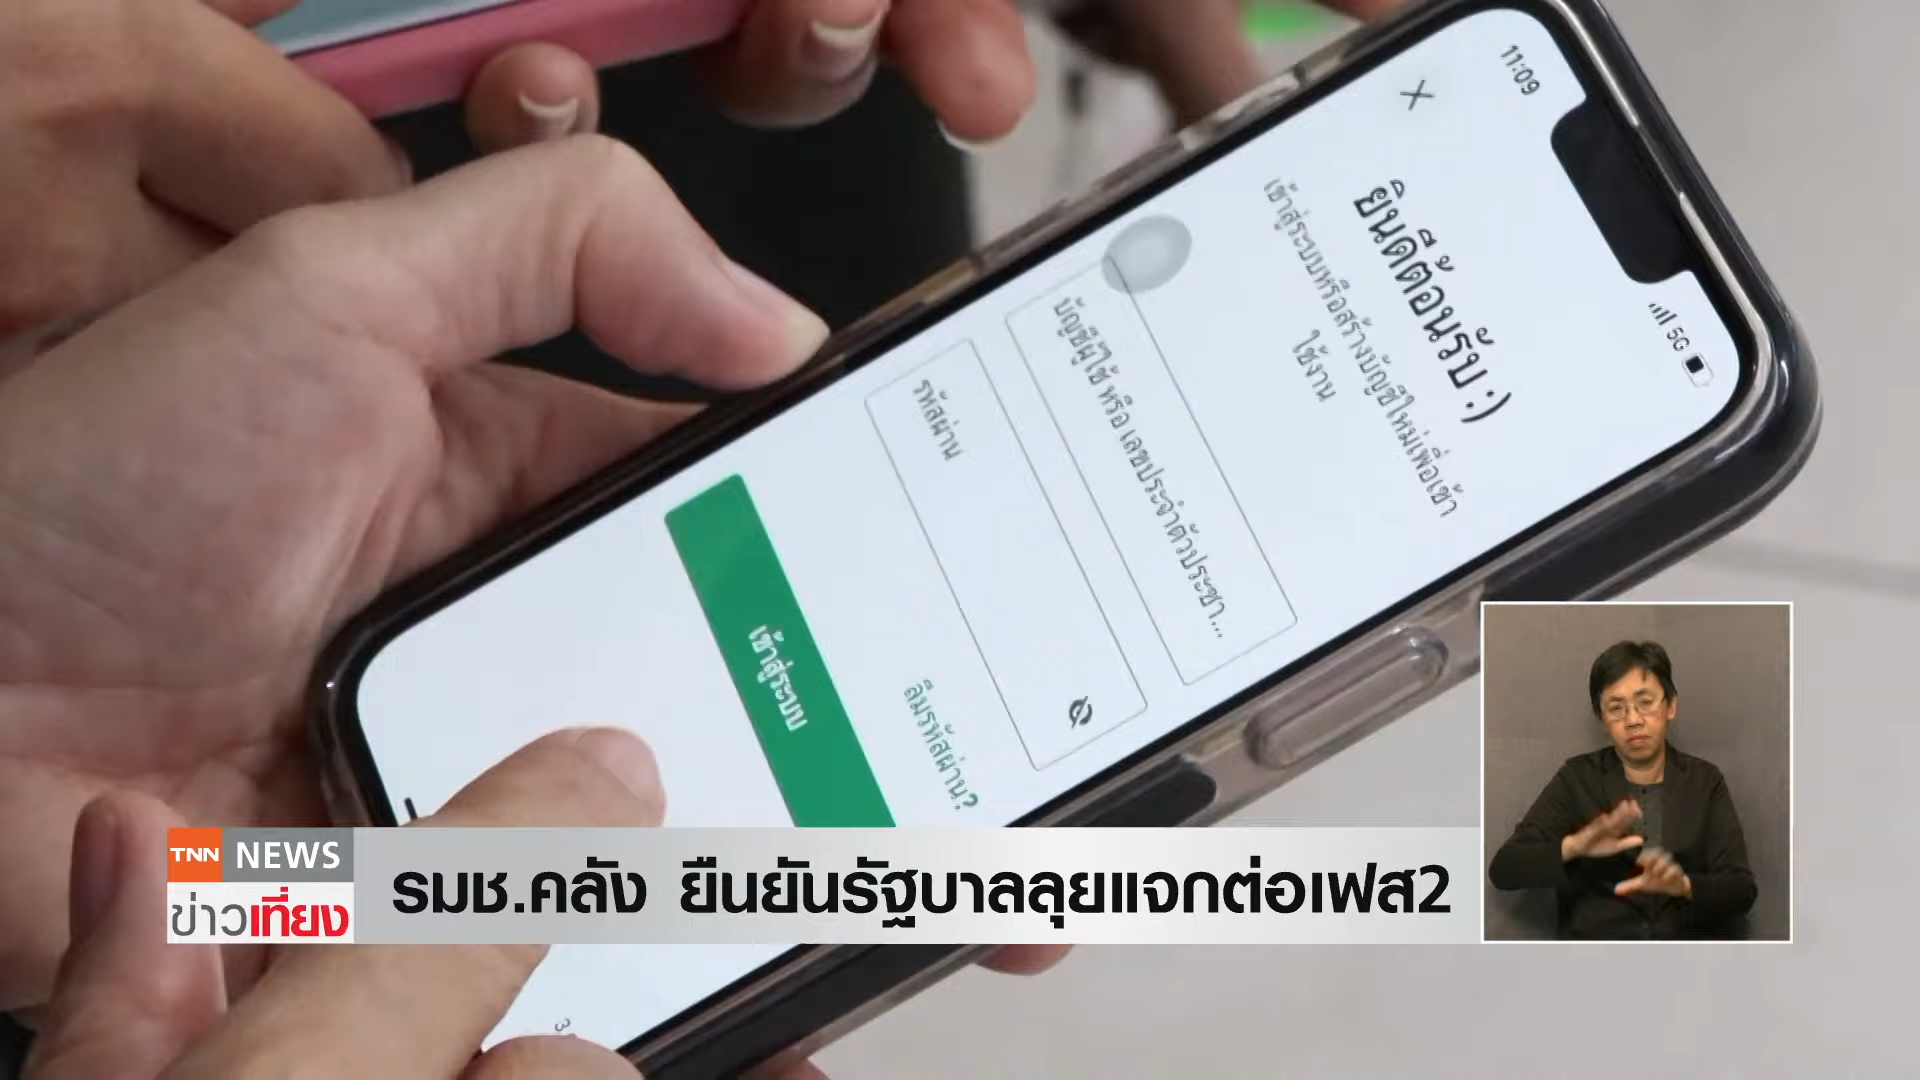 11:09
5G
ยินดีต้อนรับ :)
เข้าสู่ระบบหรือสร้างบัญชีใหม่เพื่อเข้า
ใช้งาน
บัญชีผู้ใช้ หรือ เลขประจำตัวประชา...
รหัสผ่าน
ลืมรหัสผ่าน?
เข้าสู่ระบบ
TNN NEWS
ข่าวเที่ยง
รมช.คลัง ยืนยันรัฐบาลลุยแจกต่อเฟส2